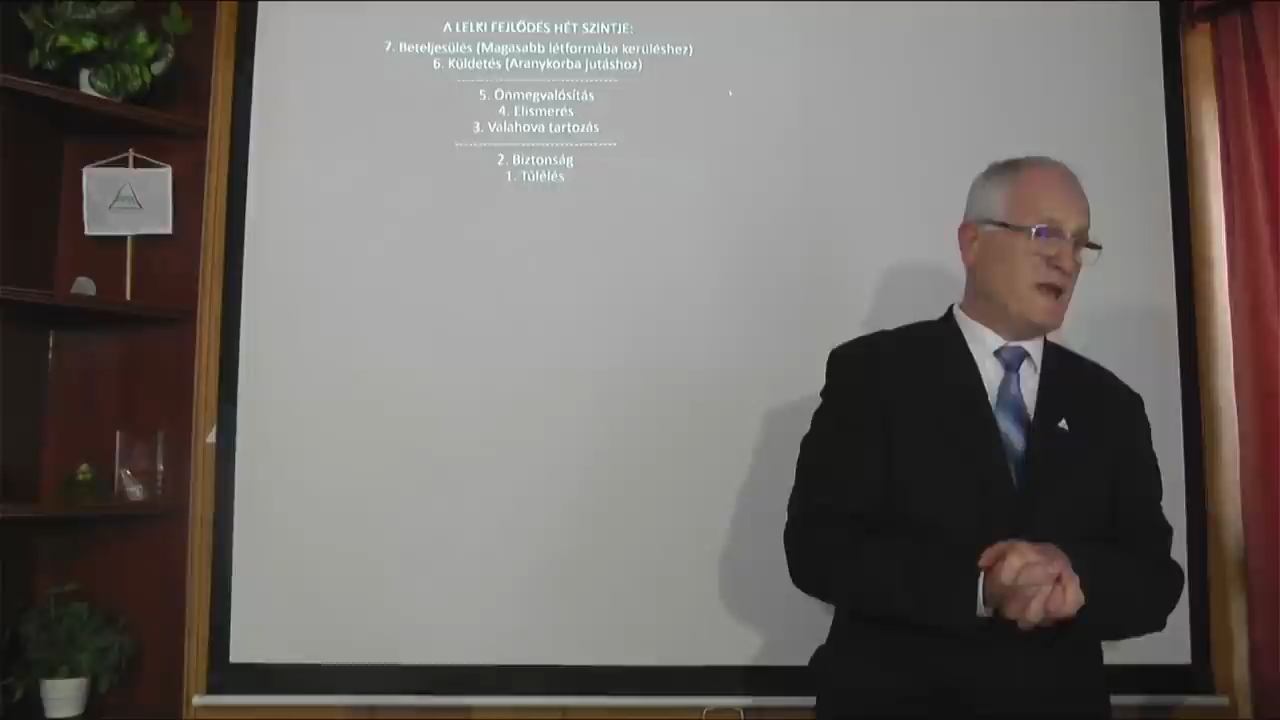 A LELKI FEJLŐDÉS HÉT SZINTJE:
7. Beteljesülés (Magasabb létformába kerüléshez)
6. Küldetés (Aranykorba jutáshoz)
5. Önmegvalósítás
4. Elismerés
3. Valahova tartozás
2. Biztonság
1. Túlélés